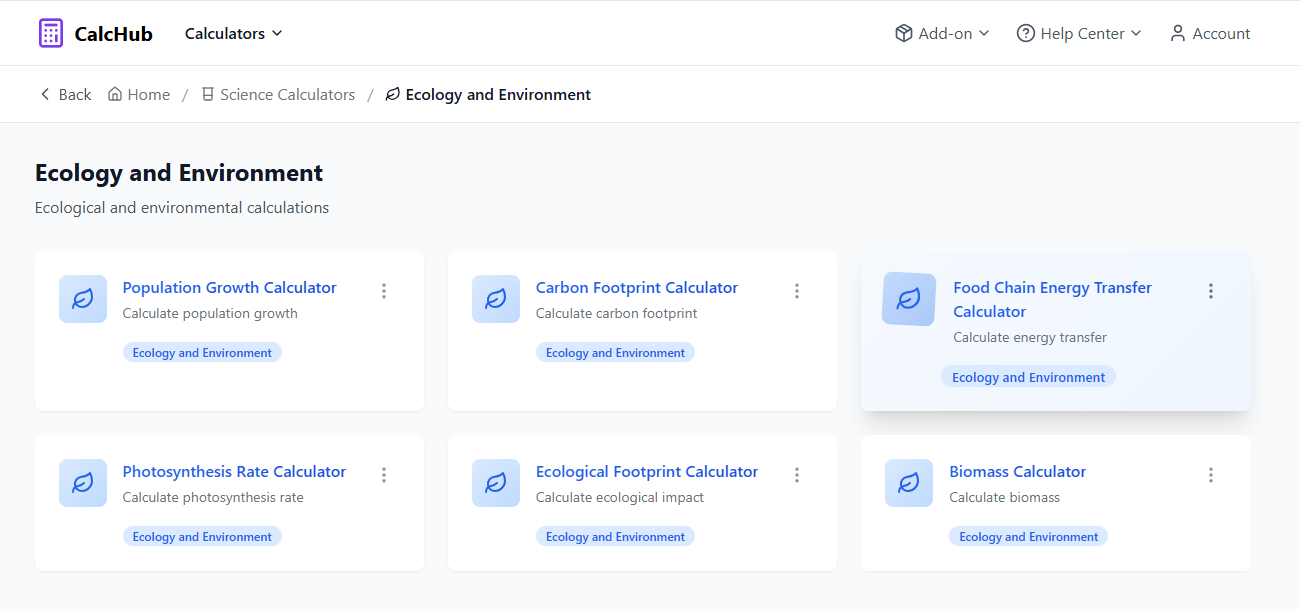 CalcHub Calculators Add-on Help Center Account
Back Home / Science Calculators / Ecology and Environment
Ecology and Environment
Ecological and environmental calculations
Population Growth Calculator
Calculate population growth
Ecology and Environment
Carbon Footprint Calculator
Calculate carbon footprint
Ecology and Environment
Food Chain Energy Transfer
Calculator
Calculate energy transfer
Ecology and Environment
Photosynthesis Rate Calculator
Calculate photosynthesis rate
Ecology and Environment
Ecological Footprint Calculator
Calculate ecological impact
Ecology and Environment
Biomass Calculator
Calculate biomass
Ecology and Environment